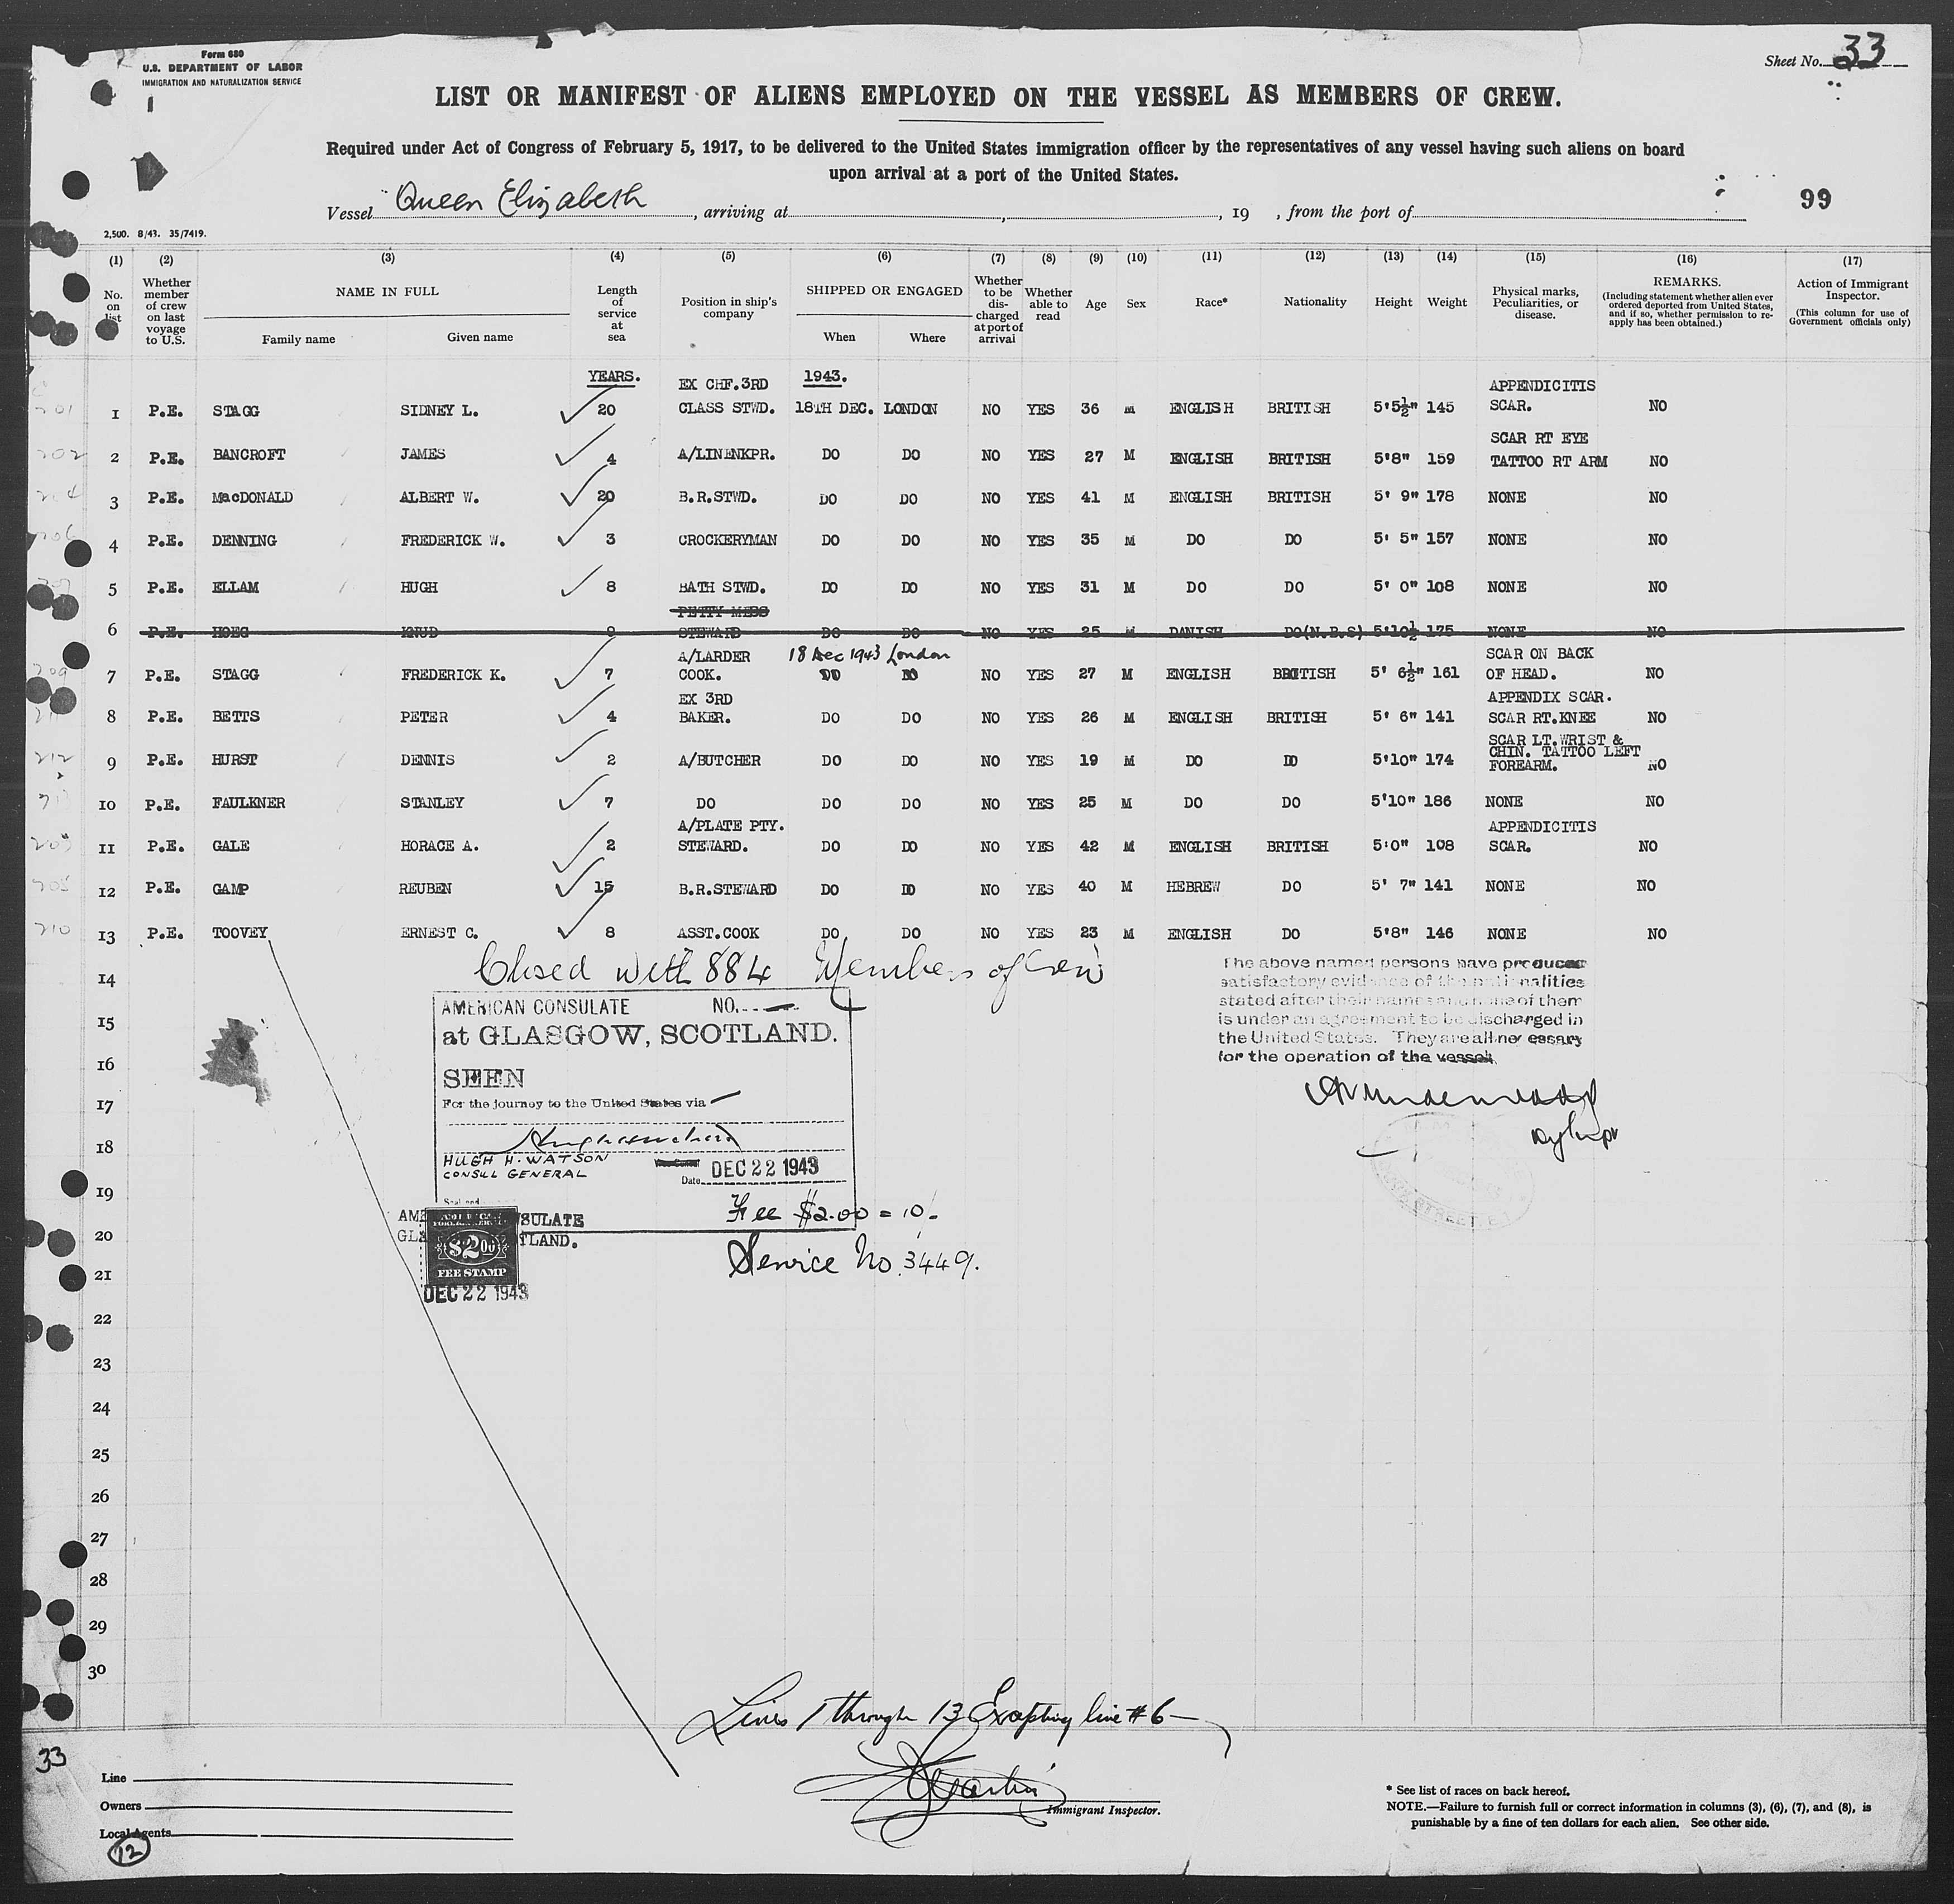 Form 680
U.S. DEPARTMENT OF LABOR
IMMIGRATION AND NATURALIZATION SERVICE
Sheet No. 33
LIST OR MANIFEST OF ALIENS EMPLOYED ON THE VESSEL AS MEMBERS OF CREW.
Required under Act of Congress of February 5, 1917, to be delivered to the United States immigration officer by the representatives of any vessel having such aliens on board
upon arrival at a port of the United States.
Vessel Queen Elizabeth, arriving at , , 19 , from the port of
99
2,500. 8/43. 35/7419.
(1) (2) (3) (4) (5) (6) (7) (8) (9) (10) (11) (12) (13) (14) (15) (16) (17)
No. on list
Whether member of crew on last voyage to U.S.
NAME IN FULL
Family name Given name
Length of service at sea
Position in ship's company
SHIPPED OR ENGAGED
When Where
Whether to be discharged at port of arrival
Whether able to read
Age Sex Race* Nationality Height Weight
Physical marks, Peculiarities, or disease.
REMARKS.
(Including statement whether alien ever ordered deported from United States, and if so, whether permission to reapply has been obtained.)
Action of Immigrant Inspector.
(This column for use of Government officials only)
YEARS. EX CHF.3RD 1943. APPENDICITIS
1 P.E. STAGG SIDNEY L. 20 CLASS STWD. 18TH DEC. LONDON NO YES 36 M ENGLISH BRITISH 5'5½" 145 SCAR. NO
SCAR RT EYE
2 P.E. BANCROFT JAMES 4 A/LINENKPR. DO DO NO YES 27 M ENGLISH BRITISH 5'8" 159 TATTOO RT ARM NO
3 P.E. MacDONALD ALBERT W. 20 B.R.STWD. DO DO NO YES 41 M ENGLISH BRITISH 5' 9" 178 NONE NO
4 P.E. DENNING FREDERICK W. 3 CROCKERYMAN DO DO NO YES 35 M DO DO 5' 5" 157 NONE NO
5 P.E. ELLAM HUGH 8 BATH STWD. DO DO NO YES 31 M DO DO 5' 0" 108 NONE NO
PETTY MESS
6 P.E. HOEG KNUD 9 STEWARD DO DO NO YES 25 M DANISH DO(N.B.S) 5'10½ 175 NONE NO
A/LARDER 18 Dec 1943 London SCAR ON BACK
7 P.E. STAGG FREDERICK K. 7 COOK. DO DO NO YES 27 M ENGLISH BRITISH 5' 6½" 161 OF HEAD. NO
EX 3RD APPENDIX SCAR.
8 P.E. BETTS PETER 4 BAKER. DO DO NO YES 26 M ENGLISH BRITISH 5' 6" 141 SCAR RT.KNEE NO
SCAR LT.WRIST &
CHIN. TATTOO LEFT
9 P.E. HURST DENNIS 2 A/BUTCHER DO DO NO YES 19 M DO DO 5'10" 174 FOREARM. NO
10 P.E. FAULKNER STANLEY 7 DO DO DO NO YES 25 M DO DO 5'10" 186 NONE NO
A/PLATE PTY. APPENDICITIS
11 P.E. GALE HORACE A. 2 STEWARD. DO DO NO YES 42 M ENGLISH BRITISH 5'0" 108 SCAR. NO
12 P.E. GAMP REUBEN 15 B.R.STEWARD DO DO NO YES 40 M HEBREW DO 5' 7" 141 NONE NO
13 P.E. TOOVEY ERNEST C. 8 ASST.COOK DO DO NO YES 23 M ENGLISH DO 5'8" 146 NONE NO
Closed with 884 Members of Crew
14
15
16
17
18
19
20
21
22
23
24
25
26
27
28
29
30
AMERICAN CONSULATE NO.
at GLASGOW, SCOTLAND.
SEEN
For the journey to the United States via
HUGH H. WATSON
CONSUL GENERAL
Date DEC 22 1943
Fee $2.00 = 10/-
Service No. 3449.
$2.00
FEE STAMP
DEC 22 1943
The above named persons have produced
satisfactory evidence of the nationalities
stated after their names and none of them
is under an agreement to be discharged in
the United States. They are all necessary
for the operation of the vessel.
Lines 1 through 13 Excepting line # 6
Immigrant Inspector.
33
Line
Owners
Local Agents
12
* See list of races on back hereof.
NOTE.—Failure to furnish full or correct information in columns (3), (6), (7), and (8), is
punishable by a fine of ten dollars for each alien. See other side.